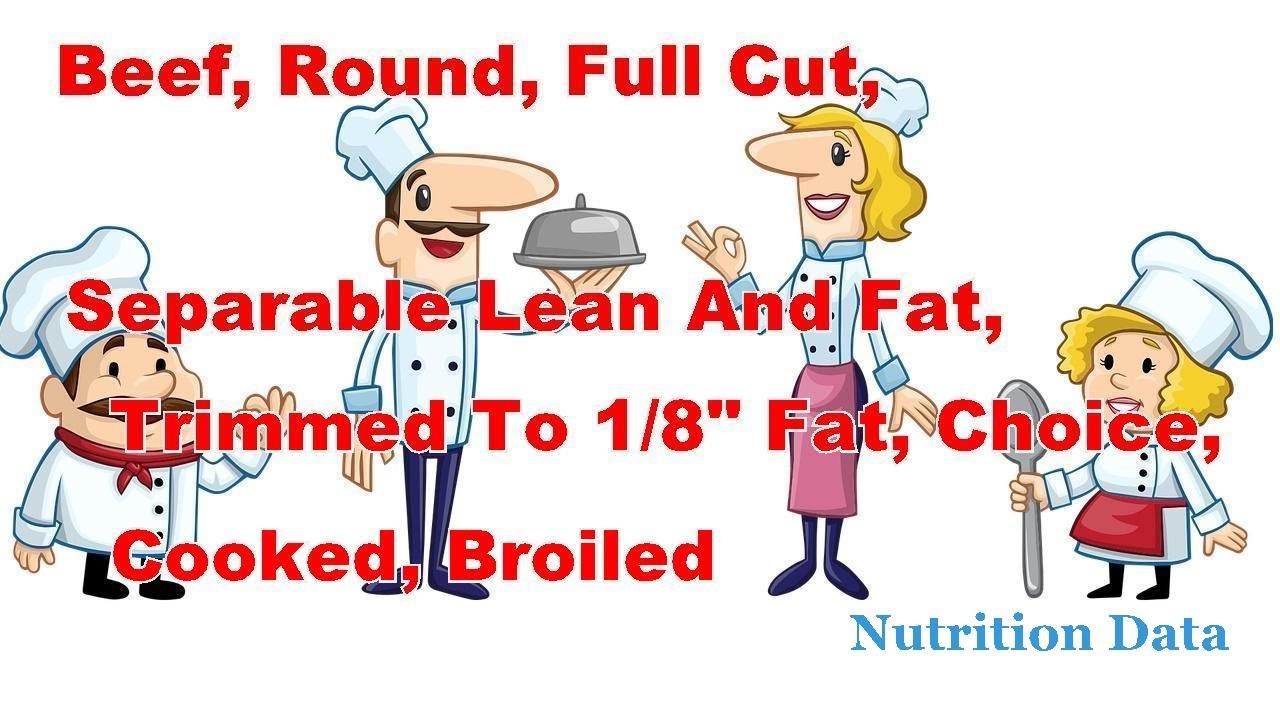 Beef, Round, Full Cut,
Separable Lean And Fat,
Trimmed To 1/8" Fat, Choice,
Cooked, Broiled
Nutrition Data